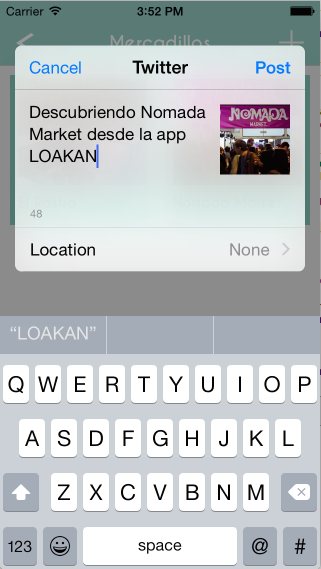 Carrier 3:52 PM
Mercadillos
Cancel Twitter Post
Descubriendo Nomada
Market desde la app
LOAKAN
NOMADA
MARKET
48
Location None
“LOAKAN”
Q W E R T Y U I O P
A S D F G H J K L
Z X C V B N M
123 space @ #